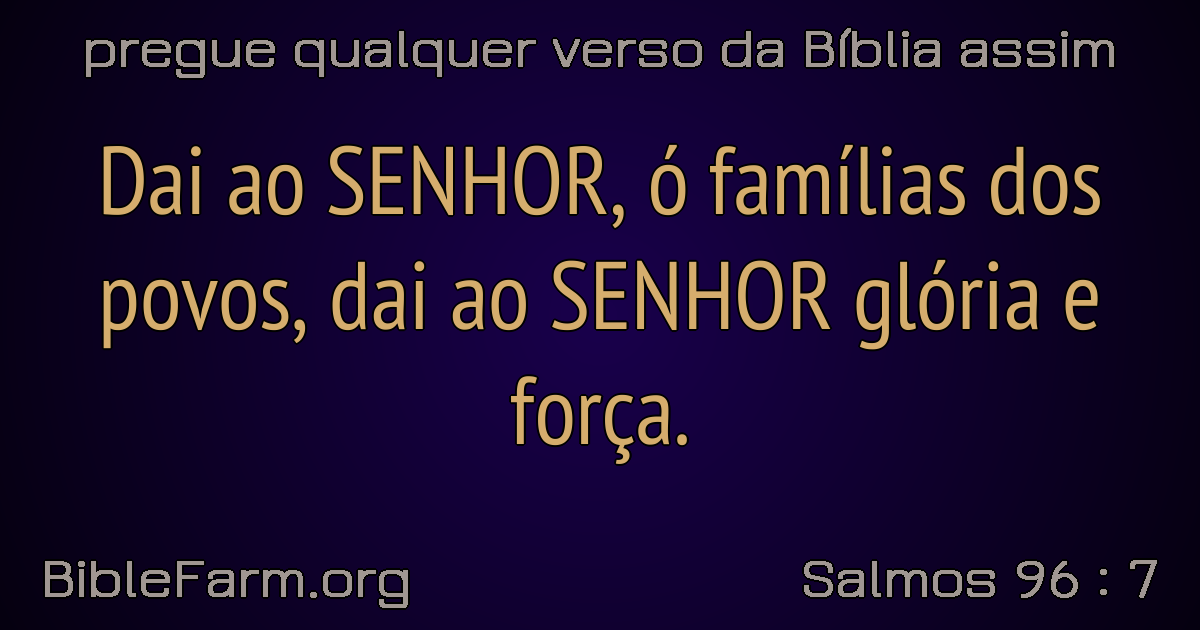 pregue qualquer verso da Bíblia assim
Dai ao SENHOR, ó famílias dos
povos, dai ao SENHOR glória e
força.
BibleFarm.org
Salmos 96 : 7